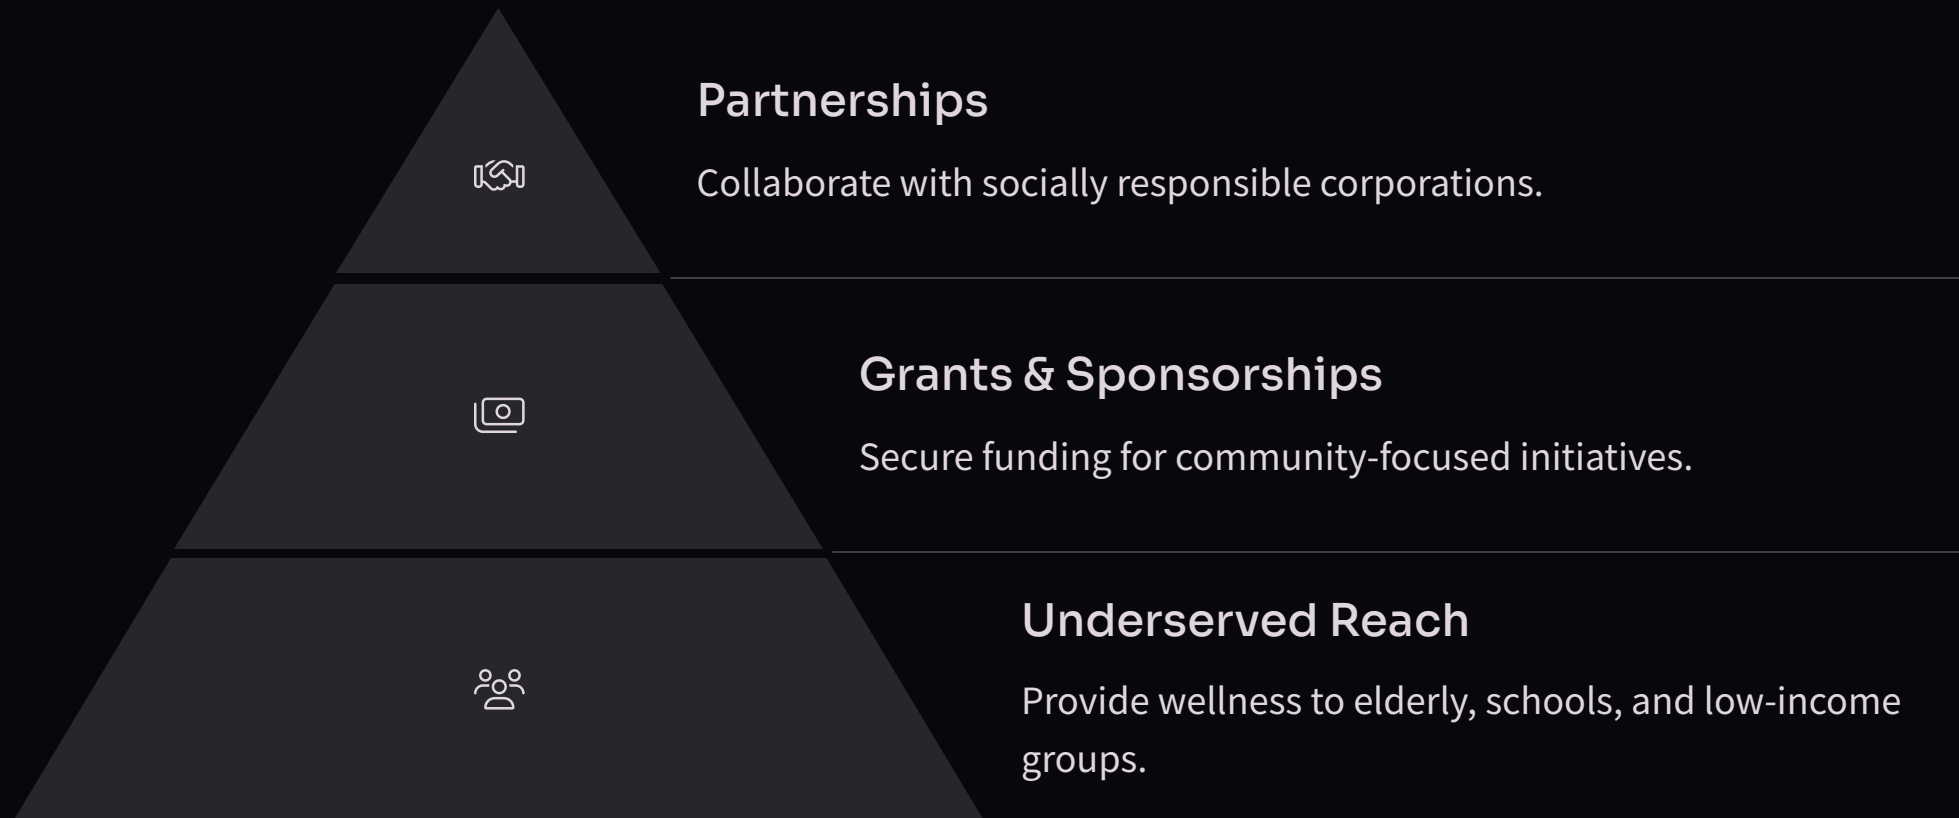 Partnerships
Collaborate with socially responsible corporations.
Grants & Sponsorships
Secure funding for community-focused initiatives.
Underserved Reach
Provide wellness to elderly, schools, and low-income
groups.